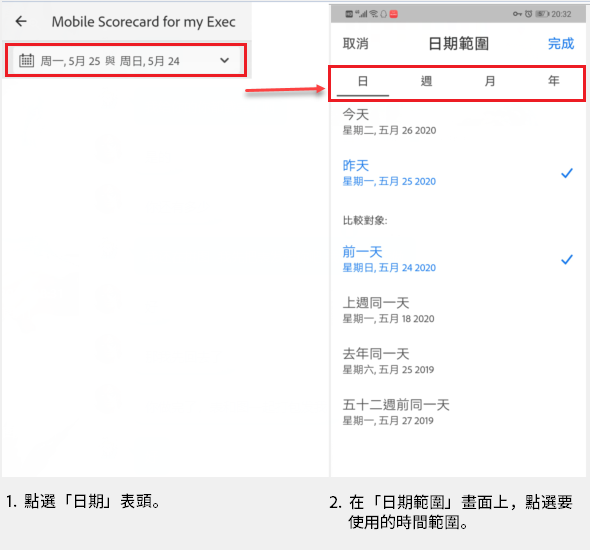 Mobile Scorecard for my Exec
周一, 5月 25 與 周日, 5月 24
20:32
取消
日期範圍
完成
日
週
月
年
今天
星期二, 五月 26 2020
昨天
星期一, 五月 25 2020
比較對象:
前一天
星期日, 五月 24 2020
上週同一天
星期一, 五月 18 2020
去年同一天
星期六, 五月 25 2019
五十二週前同一天
星期一, 五月 27 2019
1. 點選「日期」表頭。
2. 在「日期範圍」畫面上，點選要
使用的時間範圍。